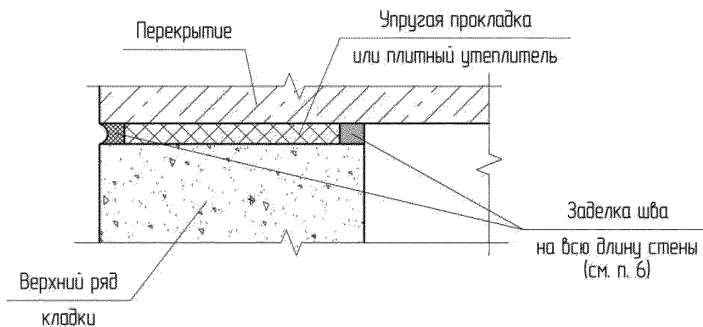 Перекрытие
Упругая прокладка
или плитный утеплитель
Заделка шва
на всю длину стены
(см. п. 6)
Верхний ряд
кладки